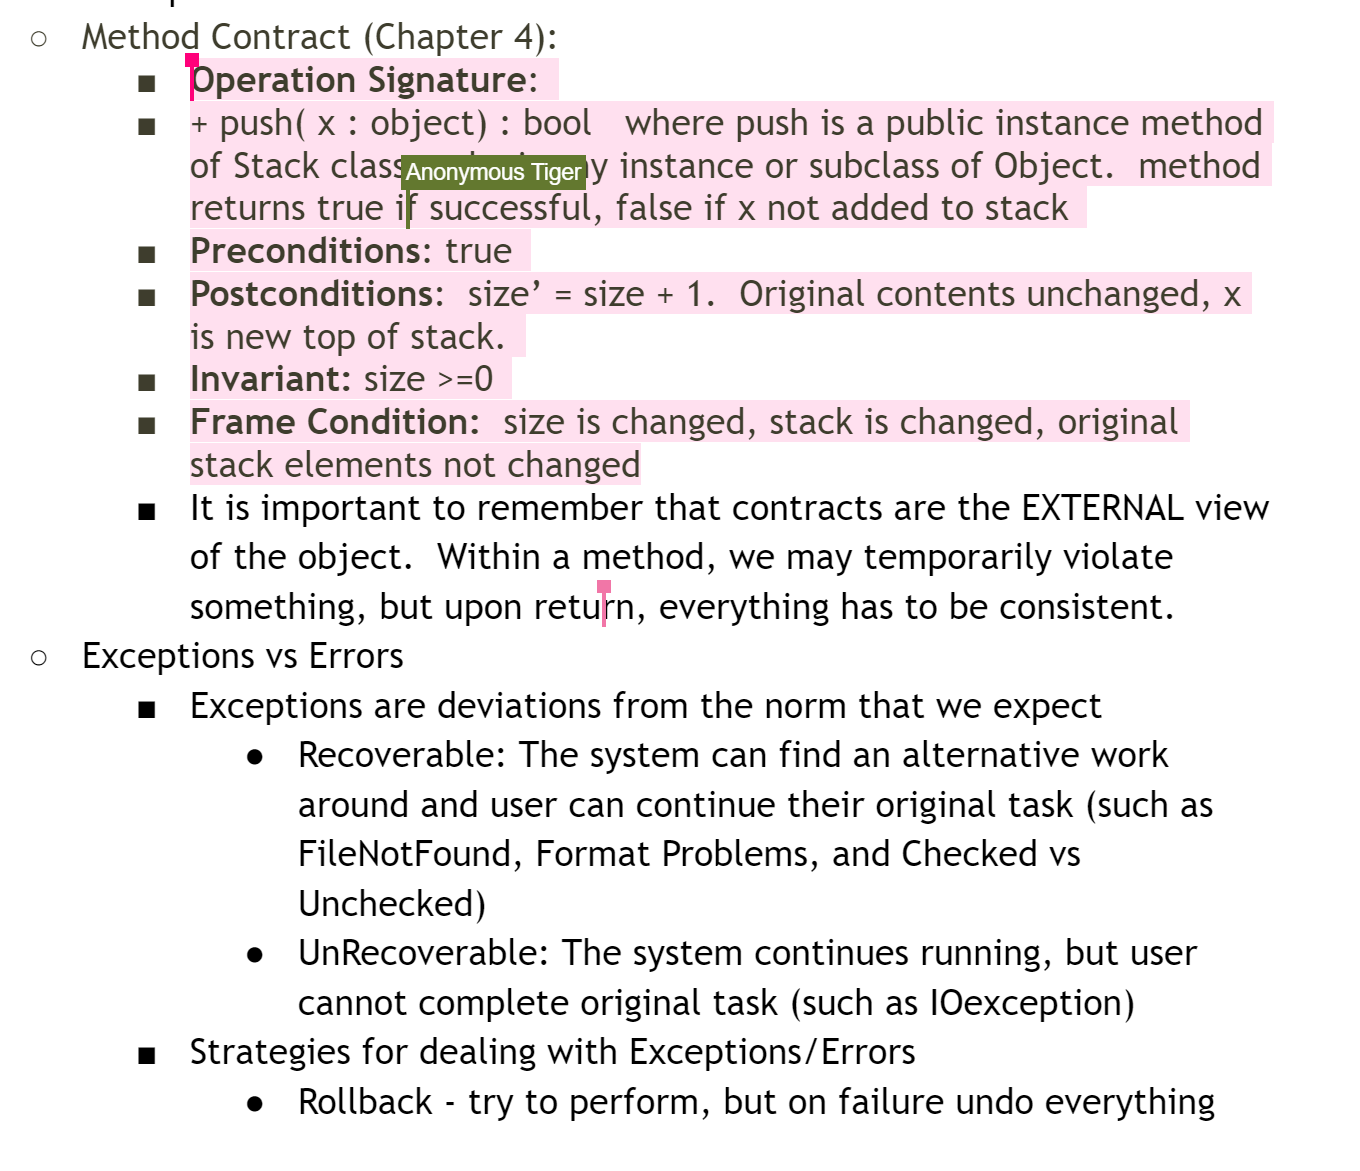 Method Contract (Chapter 4):
Operation Signature:
+ push( x : object) : bool   where push is a public instance method
of Stack class
Anonymous Tiger
instance or subclass of Object.  method
returns true if successful, false if x not added to stack
Preconditions: true
Postconditions:  size’ = size + 1.  Original contents unchanged, x
is new top of stack.
Invariant: size >=0
Frame Condition:  size is changed, stack is changed, original
stack elements not changed
It is important to remember that contracts are the EXTERNAL view
of the object.  Within a method, we may temporarily violate
something, but upon return, everything has to be consistent.
Exceptions vs Errors
Exceptions are deviations from the norm that we expect
Recoverable: The system can find an alternative work
around and user can continue their original task (such as
FileNotFound, Format Problems, and Checked vs
Unchecked)
UnRecoverable: The system continues running, but user
cannot complete original task (such as IOexception)
Strategies for dealing with Exceptions/Errors
Rollback - try to perform, but on failure undo everything